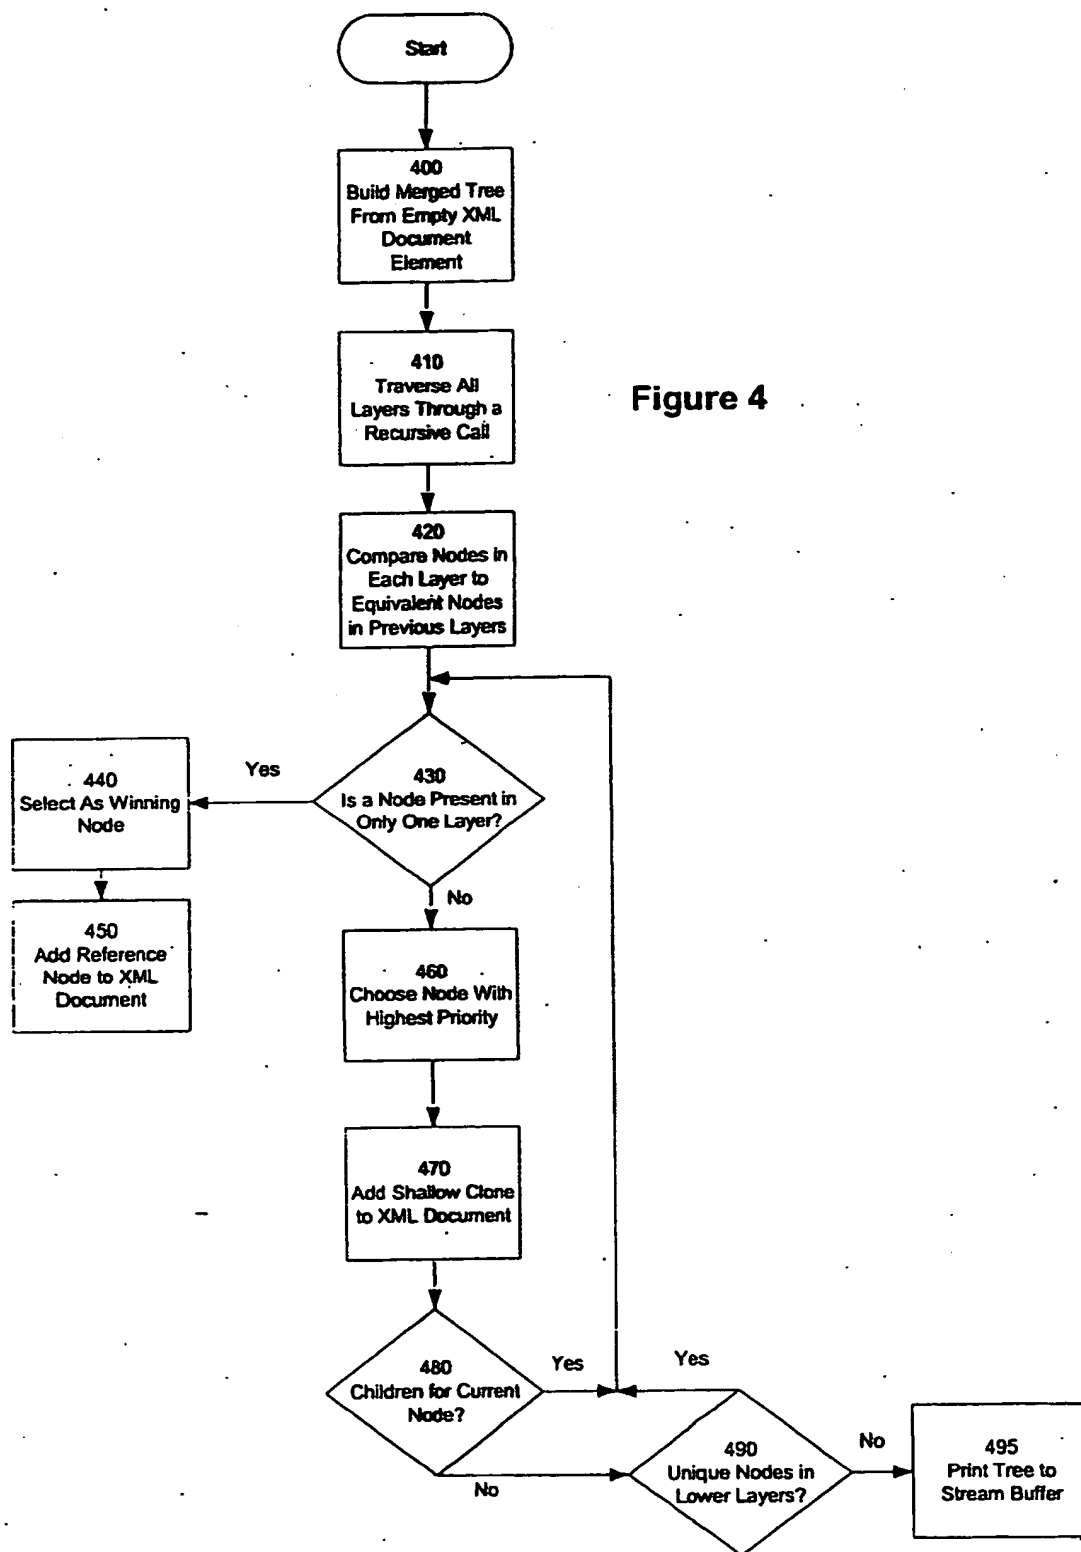 Start
400
Build Merged Tree
From Empty XML
Document
Element
410
Traverse All
Layers Through a
Recursive Call
Figure 4
420
Compare Nodes in
Each Layer to
Equivalent Nodes
in Previous Layers
430
Is a Node Present in
Only One Layer?
Yes
440
Select As Winning
Node
No
450
Add Reference
Node to XML
Document
460
Choose Node With
Highest Priority
470
Add Shallow Clone
to XML Document
480
Children for Current
Node?
Yes
Yes
No
490
Unique Nodes in
Lower Layers?
No
495
Print Tree to
Stream Buffer